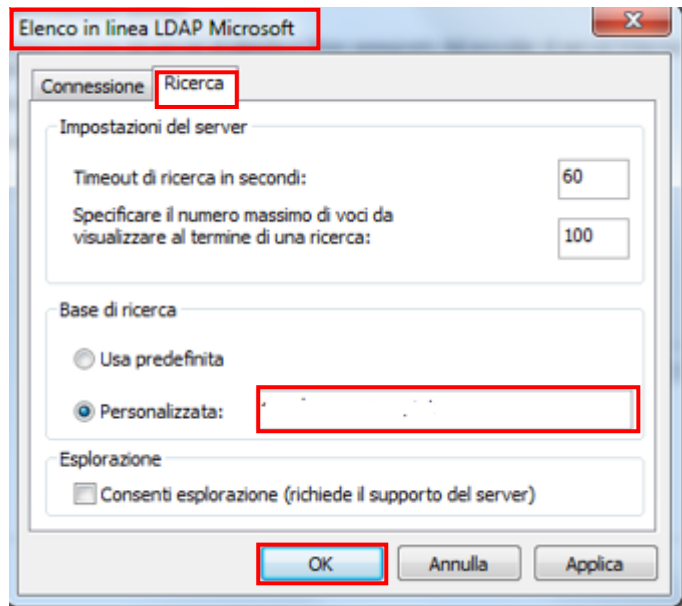 Elenco in linea LDAP Microsoft
Connessione Ricerca
Impostazioni del server
Timeout di ricerca in secondi: 60
Specificare il numero massimo di voci da
visualizzare al termine di una ricerca: 100
Base di ricerca
Usa predefinita
Personalizzata:
Esplorazione
Consenti esplorazione (richiede il supporto del server)
OK Annulla Applica